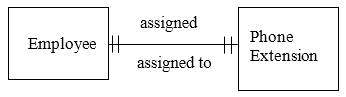 assigned
Employee
assigned to
Phone
Extension